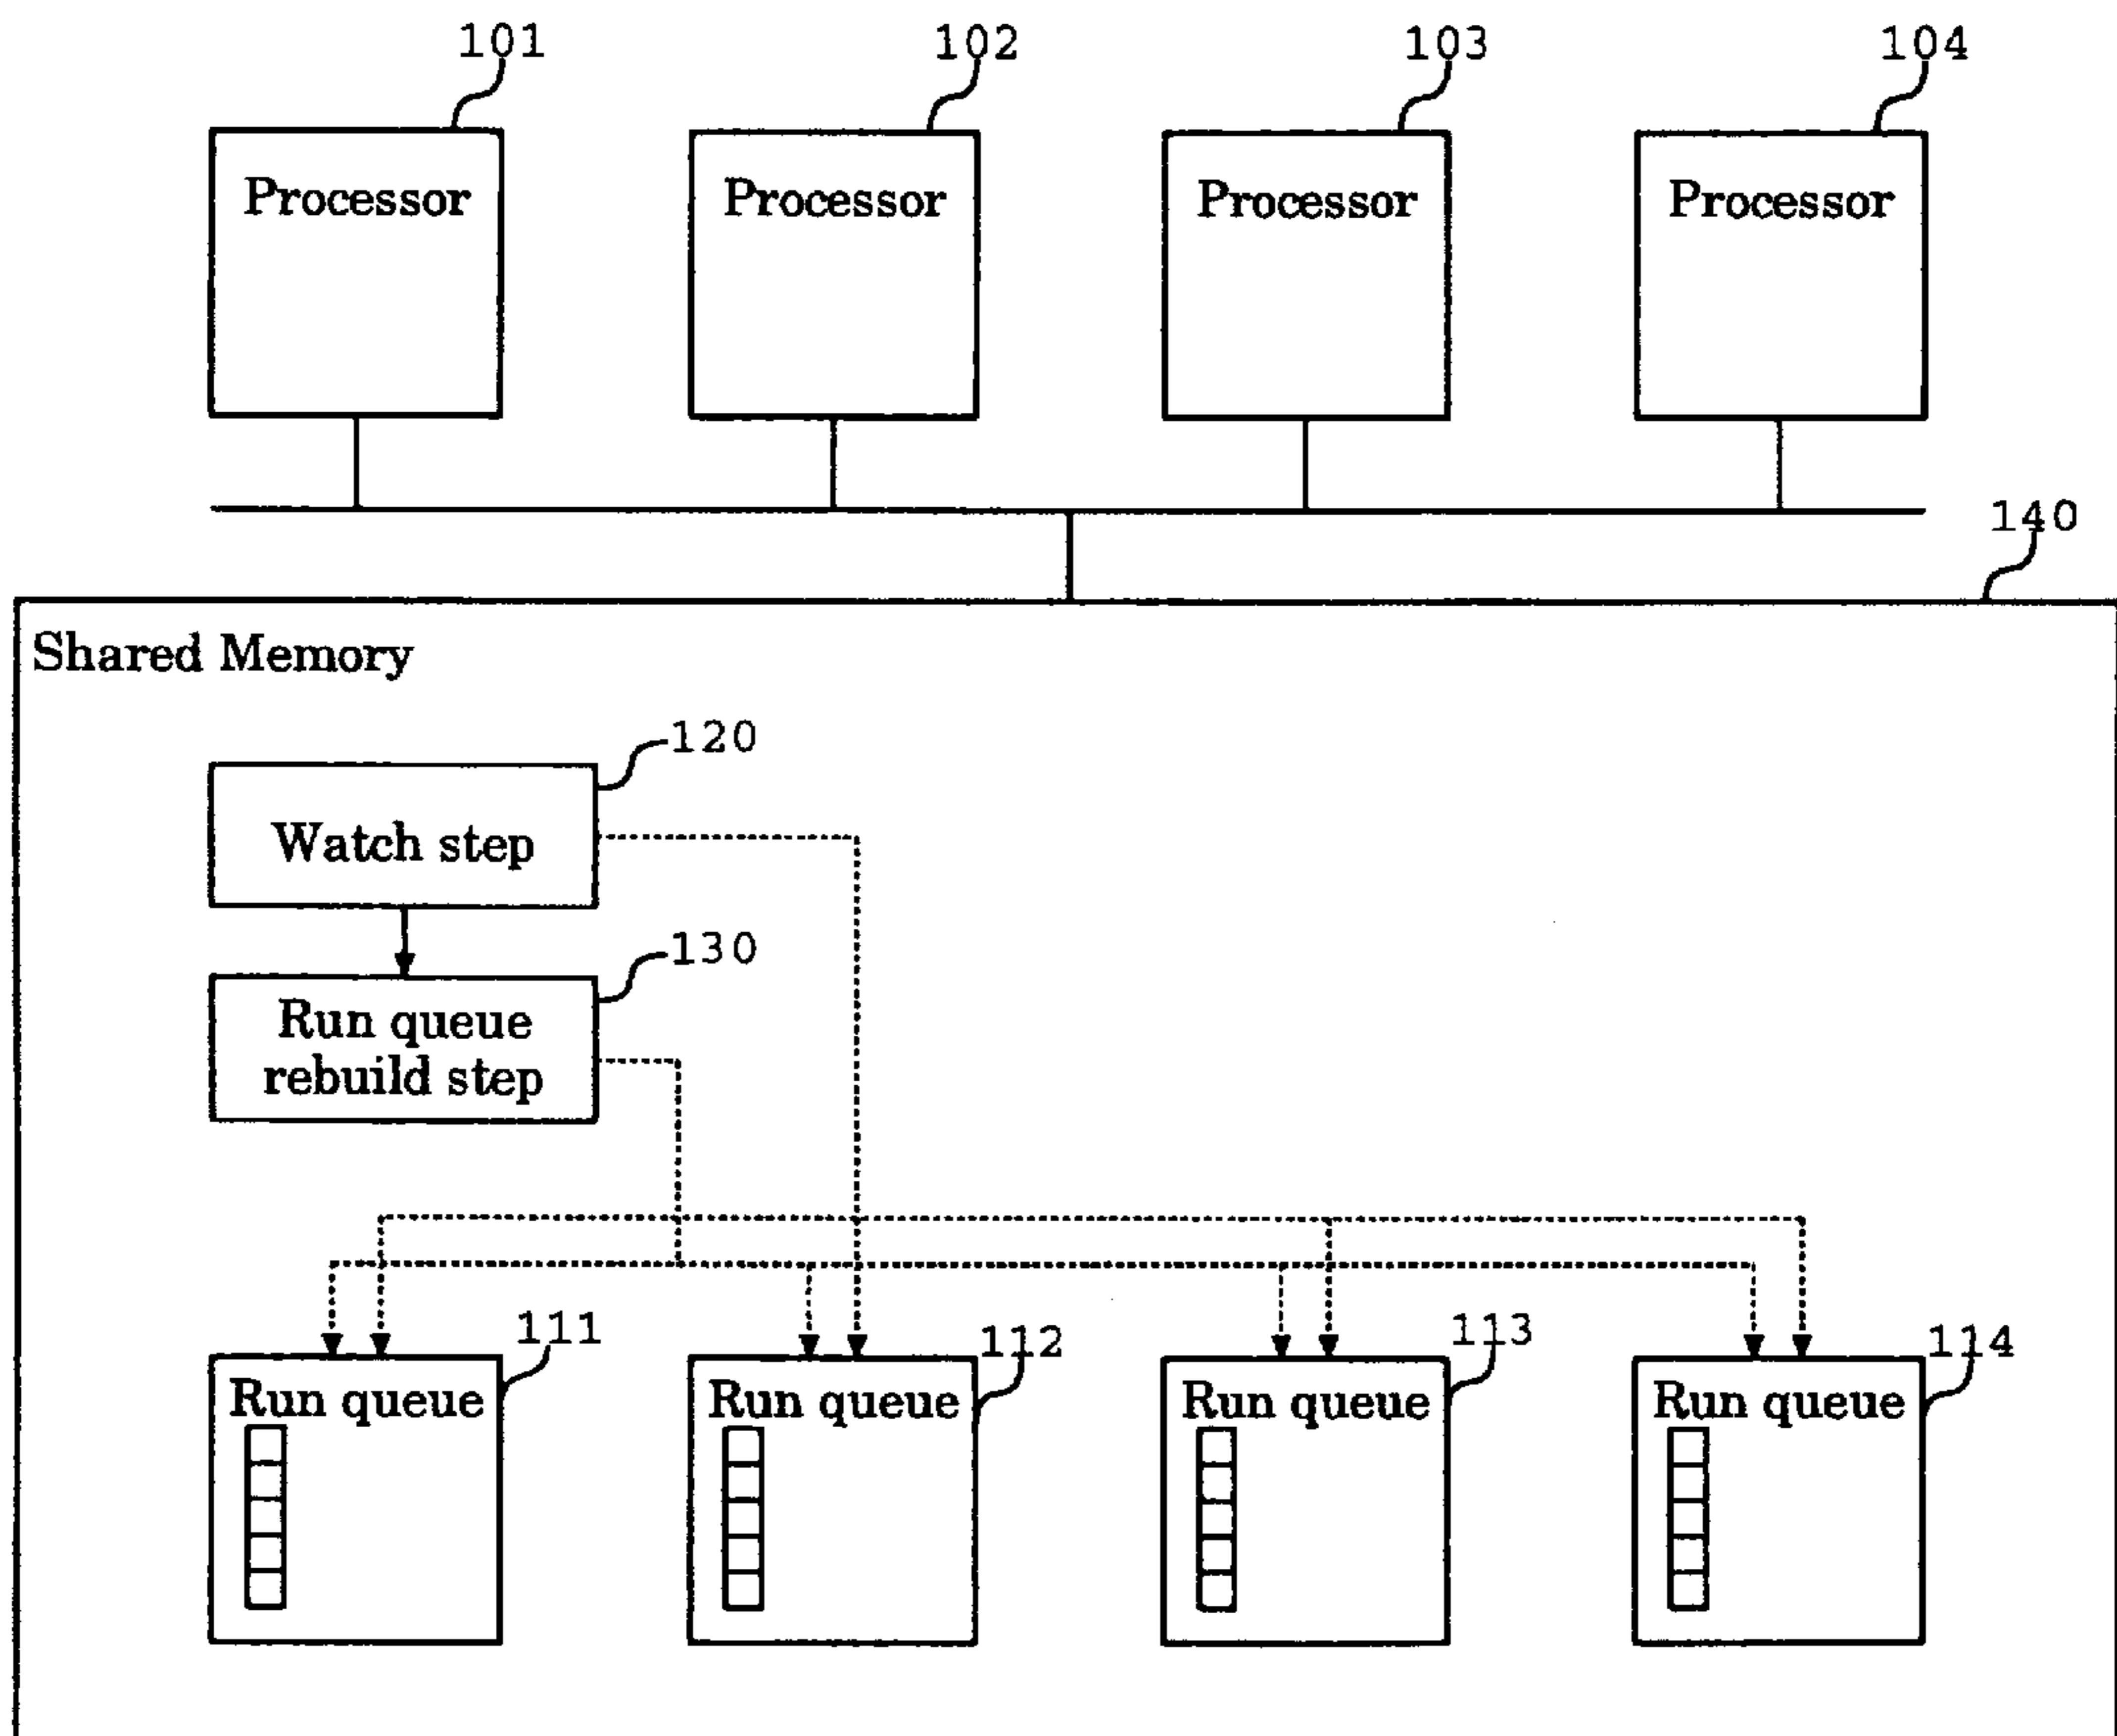 101
102
103
104
Processor
Processor
Processor
Processor
140
Shared Memory
120
Watch step
130
Run queue
rebuild step
111
112
113
114
Run queue
Run queue
Run queue
Run queue